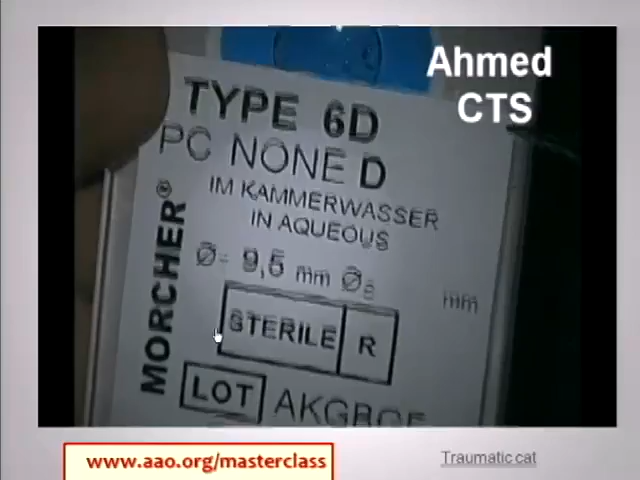 Ahmed
CTS
TYPE 6D
PC NONE D
IM KAMMERWASSER
IN AQUEOUS
Ø= 9,5 mm Ø mm
MORCHER®
STERILE R
LOT
www.aao.org/masterclass
Traumatic cat